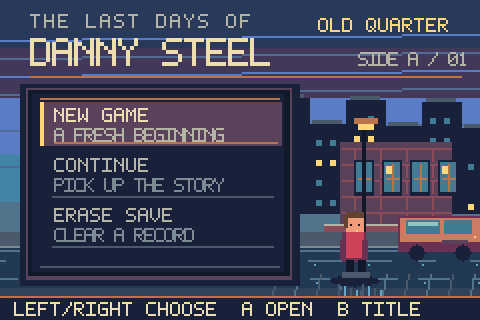 THE LAST DAYS OF
DANNY STEEL
OLD QUARTER
SIDE A / 01
NEW GAME
A FRESH BEGINNING
CONTINUE
PICK UP THE STORY
ERASE SAVE
CLEAR A RECORD
LEFT/RIGHT CHOOSE A OPEN B TITLE